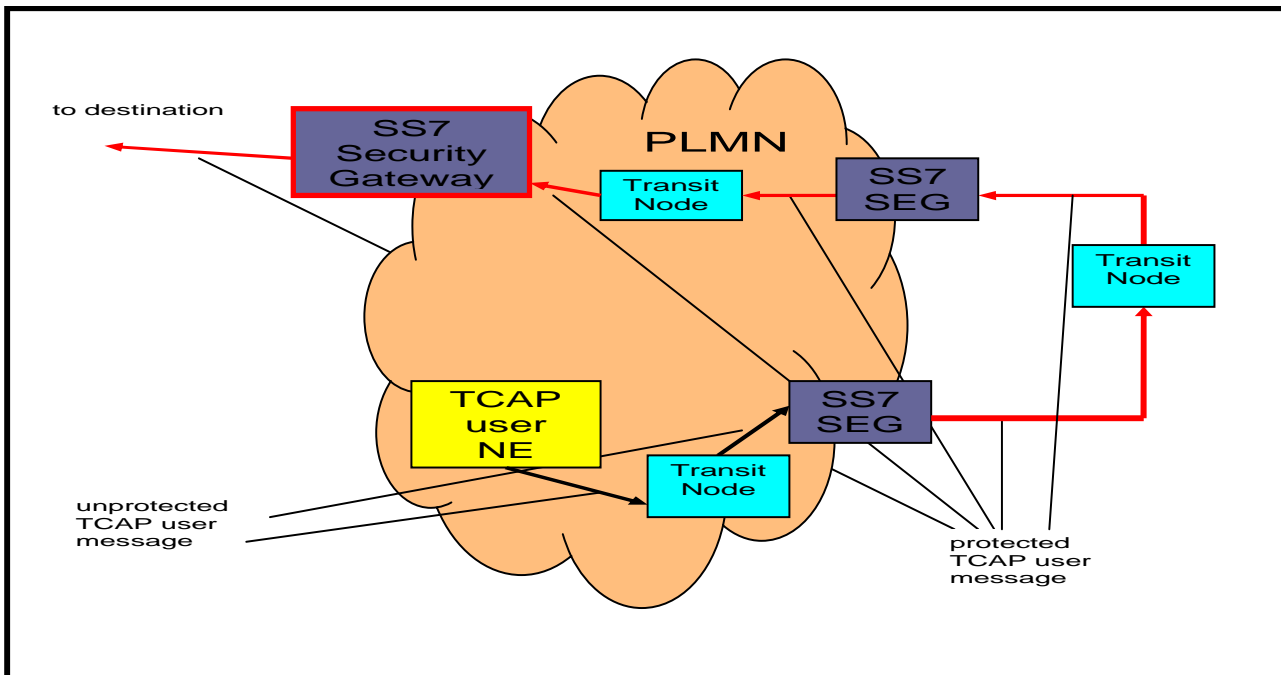 to destination
SS7
Security
Gateway
PLMN
Transit
Node
SS7
SEG
Transit
Node
TCAP
user
NE
SS7
SEG
Transit
Node
unprotected
TCAP user
message
protected
TCAP user
message